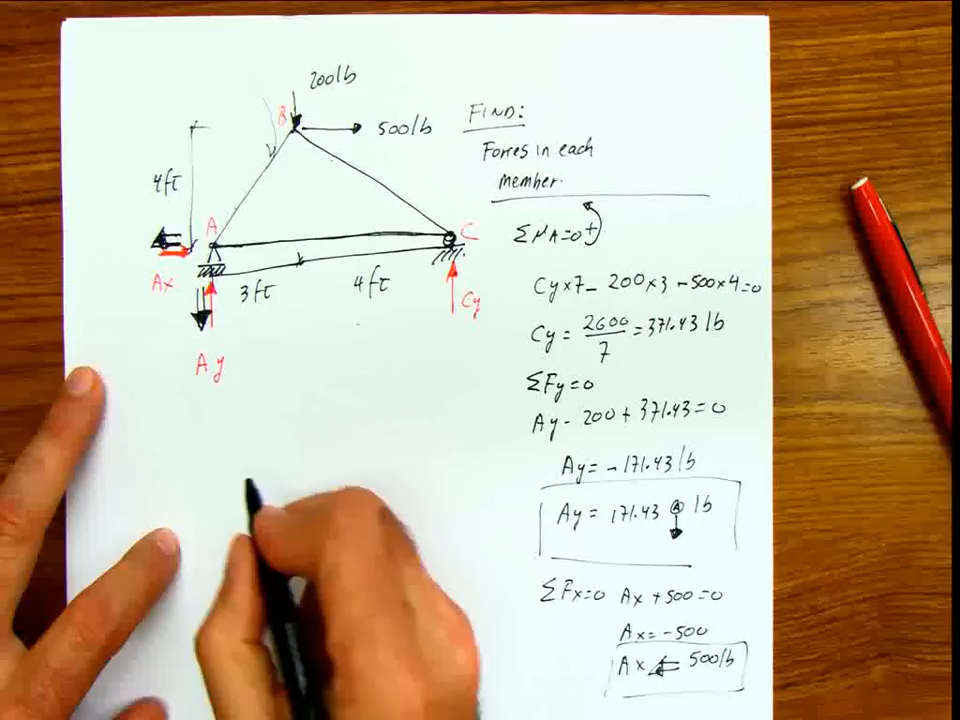 200lb
B
500lb
4ft
A
C
Ax
3ft
4ft
Cy
Ay
FIND:
Forces in each
member.
ΣMA=0 +
Cy×7- 200×3 -500×4=0
Cy = 2600/7 =371.43 lb
ΣFy=0
Ay- 200 + 371.43=0
Ay= -171.43 lb
Ay= 171.43 A lb
ΣFx=0 Ax +500 =0
Ax= -500
Ax ⇐ 500lb